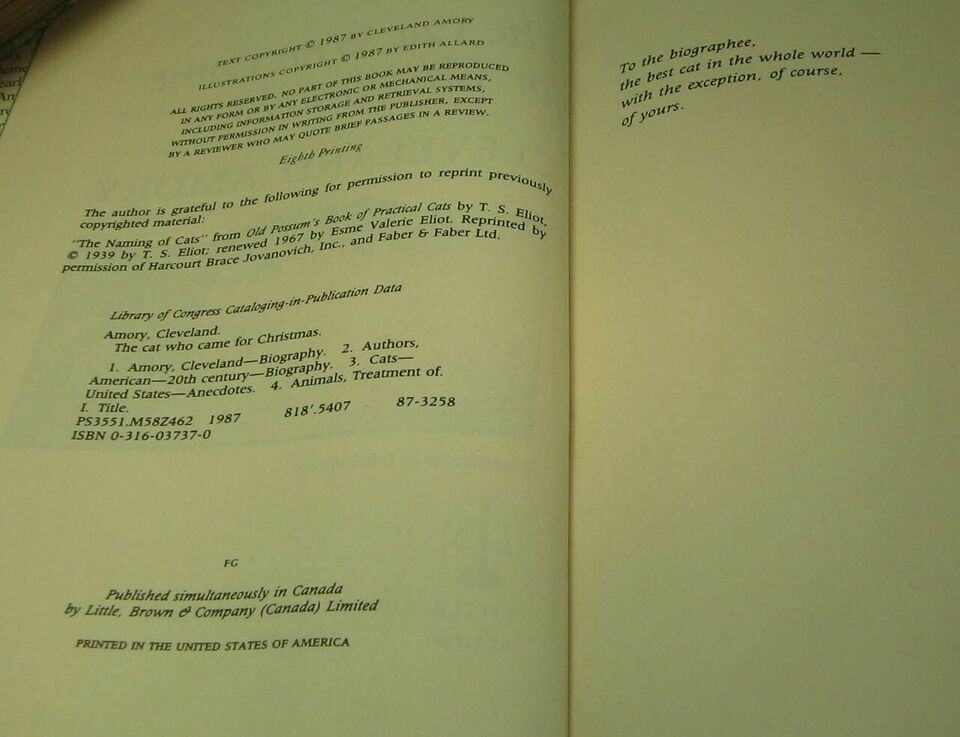 TEXT COPYRIGHT © 1987 BY CLEVELAND AMORY
ILLUSTRATIONS COPYRIGHT © 1987 BY EDITH ALLARD
ALL RIGHTS RESERVED. NO PART OF THIS BOOK MAY BE REPRODUCED
IN ANY FORM OR BY ANY ELECTRONIC OR MECHANICAL MEANS,
INCLUDING INFORMATION STORAGE AND RETRIEVAL SYSTEMS,
WITHOUT PERMISSION IN WRITING FROM THE PUBLISHER, EXCEPT
BY A REVIEWER WHO MAY QUOTE BRIEF PASSAGES IN A REVIEW.
Eighth Printing
The author is grateful to the following for permission to reprint previously
copyrighted material:
"The Naming of Cats" from Old Possum's Book of Practical Cats by T. S. Eliot,
© 1939 by T. S. Eliot; renewed 1967 by Esme Valerie Eliot. Reprinted by
permission of Harcourt Brace Jovanovich, Inc., and Faber & Faber Ltd.
Library of Congress Cataloging-in-Publication Data
Amory, Cleveland.
The cat who came for Christmas.
1. Amory, Cleveland—Biography. 2. Authors,
American—20th century—Biography. 3. Cats—
United States—Anecdotes. 4. Animals, Treatment of.
I. Title.
PS3551.M58Z462 1987 818'.5407 87-3258
ISBN 0-316-03737-0
FG
Published simultaneously in Canada
by Little, Brown & Company (Canada) Limited
PRINTED IN THE UNITED STATES OF AMERICA
To the biographee,
the best cat in the whole world —
with the exception, of course,
of yours.